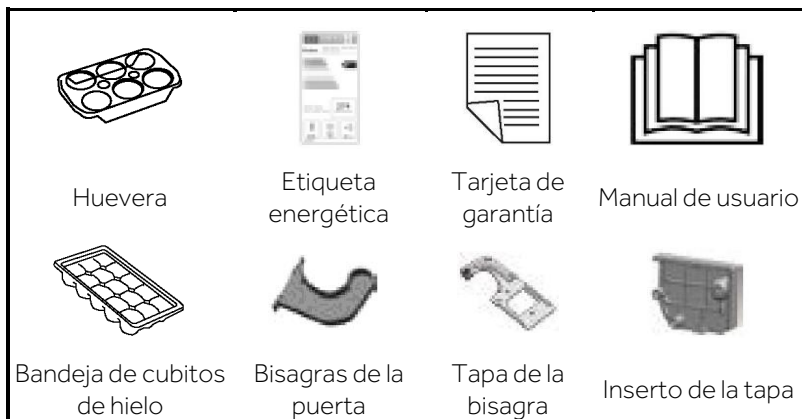 Huevera
Etiqueta
energética
Tarjeta de
garantía
Manual de usuario
Bandeja de cubitos
de hielo
Bisagras de la
puerta
Tapa de la
bisagra
Inserto de la tapa